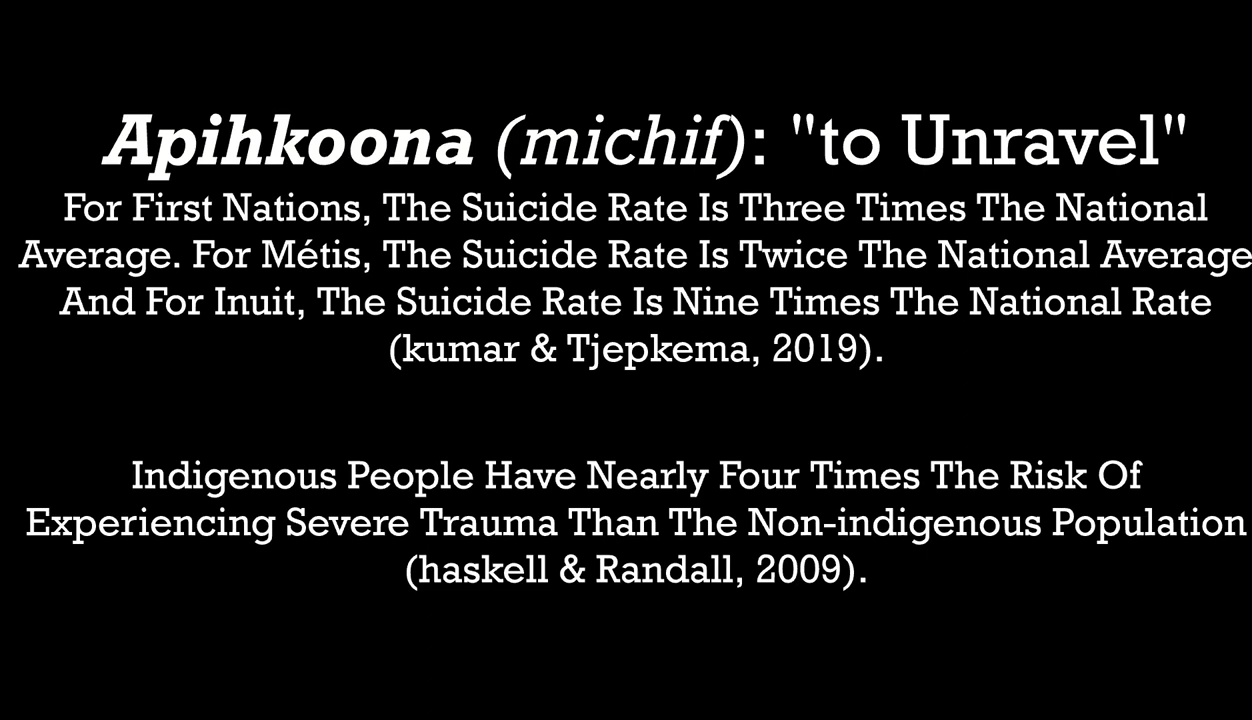 Apihkoona (michif): "to Unravel"
For First Nations, The Suicide Rate Is Three Times The National
Average. For Métis, The Suicide Rate Is Twice The National Average
And For Inuit, The Suicide Rate Is Nine Times The National Rate
(kumar & Tjepkema, 2019).
Indigenous People Have Nearly Four Times The Risk Of
Experiencing Severe Trauma Than The Non-indigenous Population
(haskell & Randall, 2009).